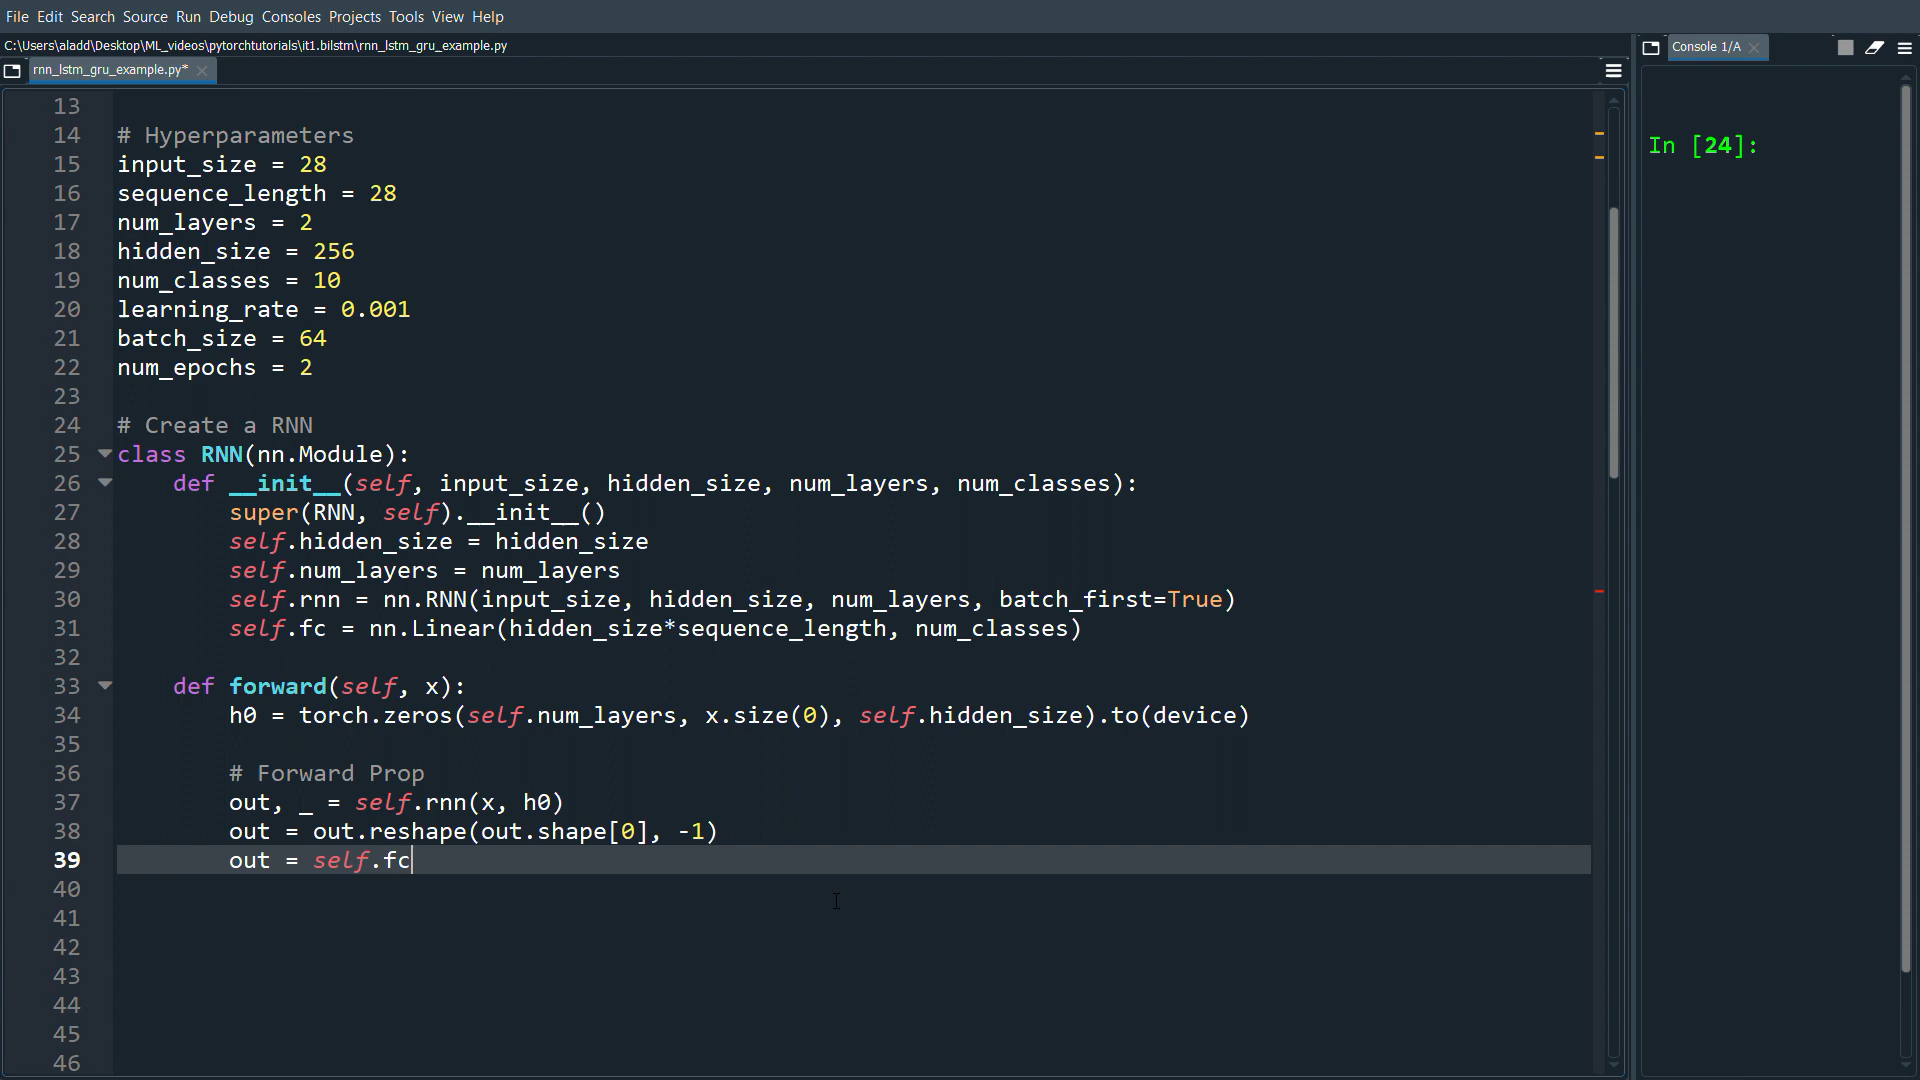 File Edit Search Source Run Debug Consoles Projects Tools View Help
C:\Users\aladd\Desktop\ML_videos\pytorchtutorials\it1.bilstm\rnn_lstm_gru_example.py
Console 1/A
rnn_lstm_gru_example.py*
13
14 # Hyperparameters
15 input_size = 28
16 sequence_length = 28
17 num_layers = 2
18 hidden_size = 256
19 num_classes = 10
20 learning_rate = 0.001
21 batch_size = 64
22 num_epochs = 2
23
24 # Create a RNN
25 class RNN(nn.Module):
26     def __init__(self, input_size, hidden_size, num_layers, num_classes):
27         super(RNN, self).__init__()
28         self.hidden_size = hidden_size
29         self.num_layers = num_layers
30         self.rnn = nn.RNN(input_size, hidden_size, num_layers, batch_first=True)
31         self.fc = nn.Linear(hidden_size*sequence_length, num_classes)
32
33     def forward(self, x):
34         h0 = torch.zeros(self.num_layers, x.size(0), self.hidden_size).to(device)
35
36         # Forward Prop
37         out, _ = self.rnn(x, h0)
38         out = out.reshape(out.shape[0], -1)
39         out = self.fc
40
41
42
43
44
45
46
In [24]: